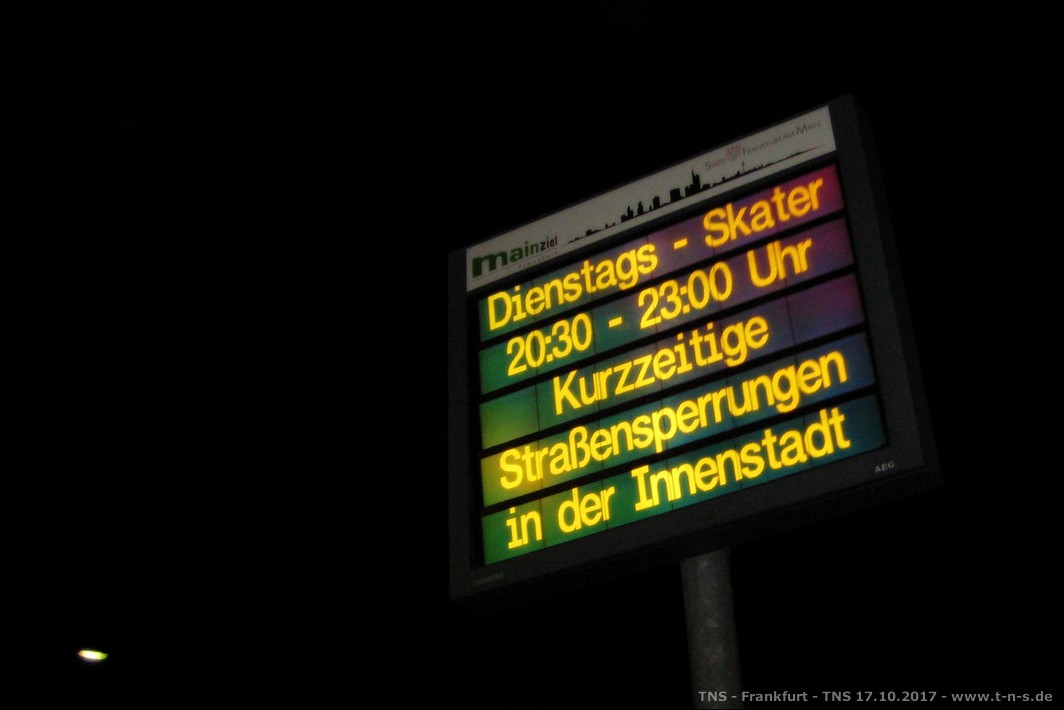 Stadt Frankfurt am Main
mainziel
Dienstags - Skater
20:30 - 23:00 Uhr
Kurzzeitige
Straßensperrungen
in der Innenstadt
AEG
SIEMENS
TNS - Frankfurt - TNS 17.10.2017 - www.t-n-s.de